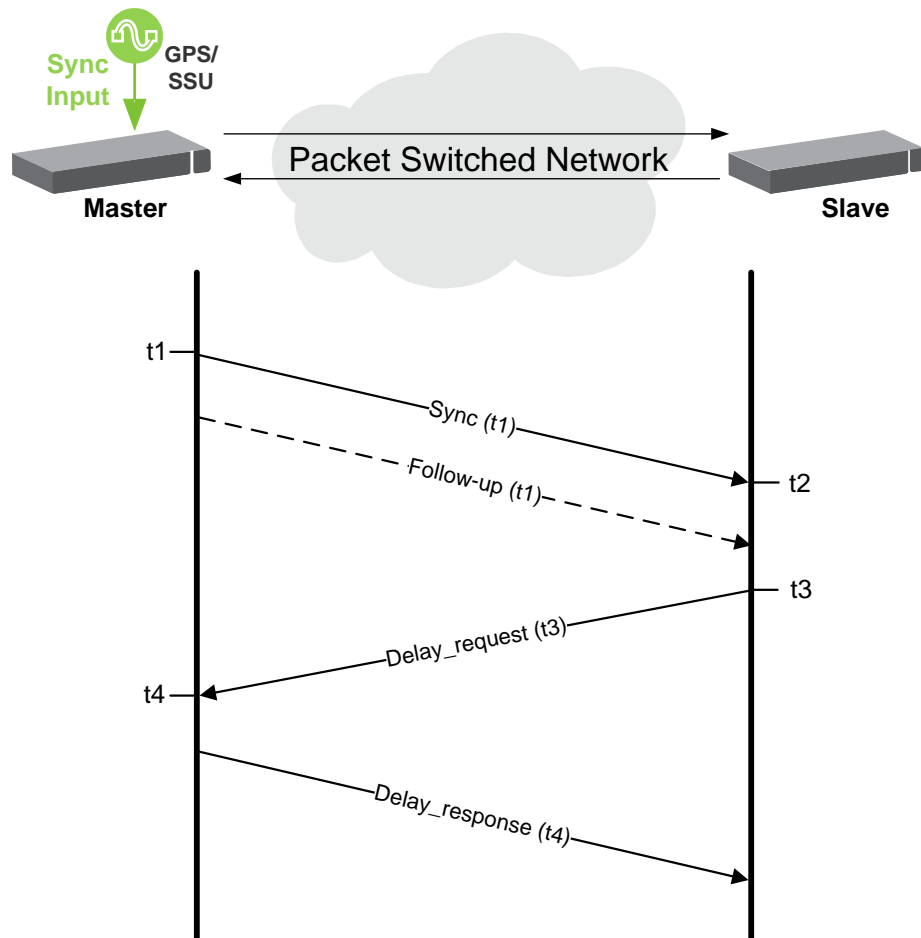 GPS/
SSU
Sync
Input
Packet Switched Network
Master
Slave
t1
Sync (t1)
Follow-up (t1)
t2
t3
Delay_request (t3)
t4
Delay_response (t4)